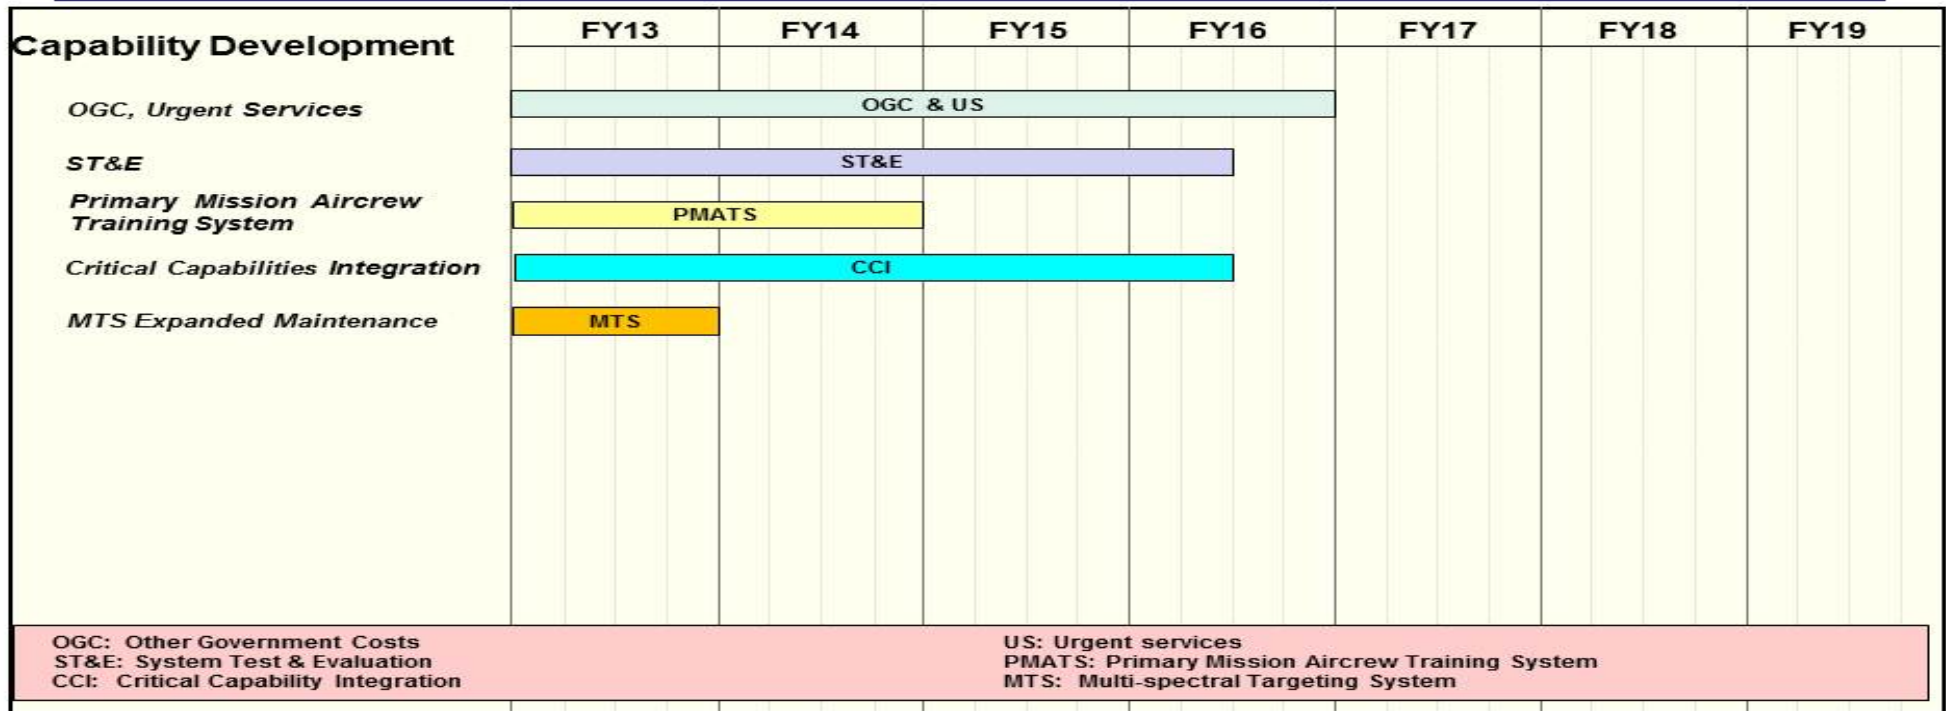 Capability Development
FY13 FY14 FY15 FY16 FY17 FY18 FY19
OGC, Urgent Services
OGC & US
ST&E
ST&E
Primary Mission Aircrew
Training System
PMATS
Critical Capabilities Integration
CCI
MTS Expanded Maintenance
MTS
OGC: Other Government Costs
ST&E: System Test & Evaluation
CCI: Critical Capability Integration
US: Urgent services
PMATS: Primary Mission Aircrew Training System
MTS: Multi-spectral Targeting System